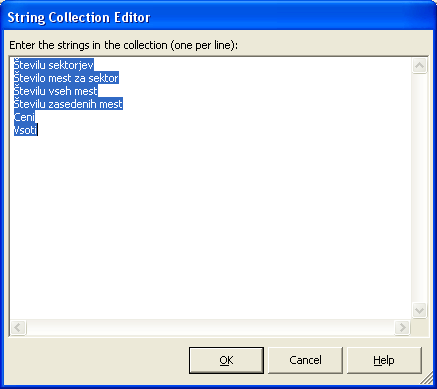 String Collection Editor
Enter the strings in the collection (one per line):
Številu sektorjev
Število mest za sektor
Številu vseh mest
Številu zasedenih mest
Ceni
Vsoti
OK
Cancel
Help